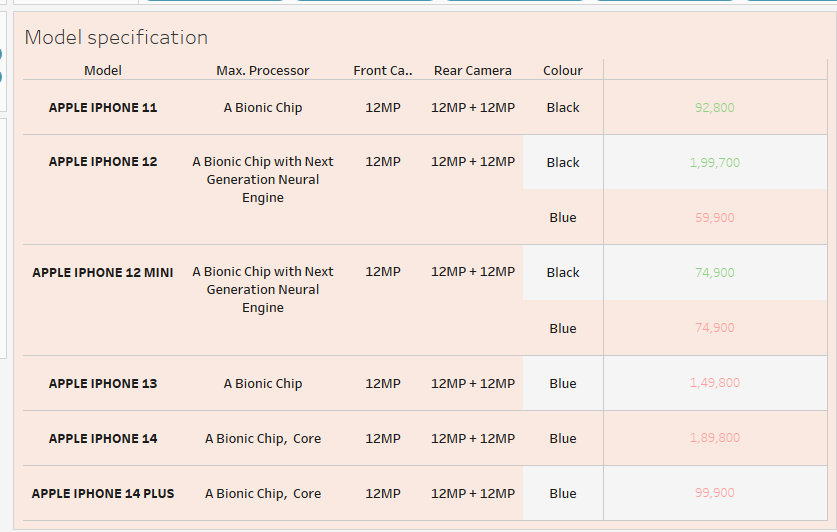 Model specification
Model Max. Processor Front Ca.. Rear Camera Colour
APPLE IPHONE 11 A Bionic Chip 12MP 12MP + 12MP Black 92,800
APPLE IPHONE 12 A Bionic Chip with Next 12MP 12MP + 12MP Black 1,99,700
Generation Neural
Engine
Blue 59,900
APPLE IPHONE 12 MINI A Bionic Chip with Next 12MP 12MP + 12MP Black 74,900
Generation Neural
Engine
Blue 74,900
APPLE IPHONE 13 A Bionic Chip 12MP 12MP + 12MP Blue 1,49,800
APPLE IPHONE 14 A Bionic Chip, Core 12MP 12MP + 12MP Blue 1,89,800
APPLE IPHONE 14 PLUS A Bionic Chip, Core 12MP 12MP + 12MP Blue 99,900